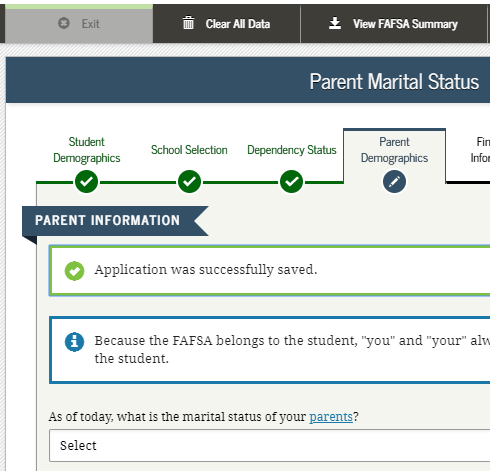 Exit
Clear All Data
View FAFSA Summary
Parent Marital Status
Student
Demographics
School Selection
Dependency Status
Parent
Demographics
Fin
Infor
PARENT INFORMATION
Application was successfully saved.
Because the FAFSA belongs to the student, "you" and "your" alw
the student.
As of today, what is the marital status of your parents?
Select